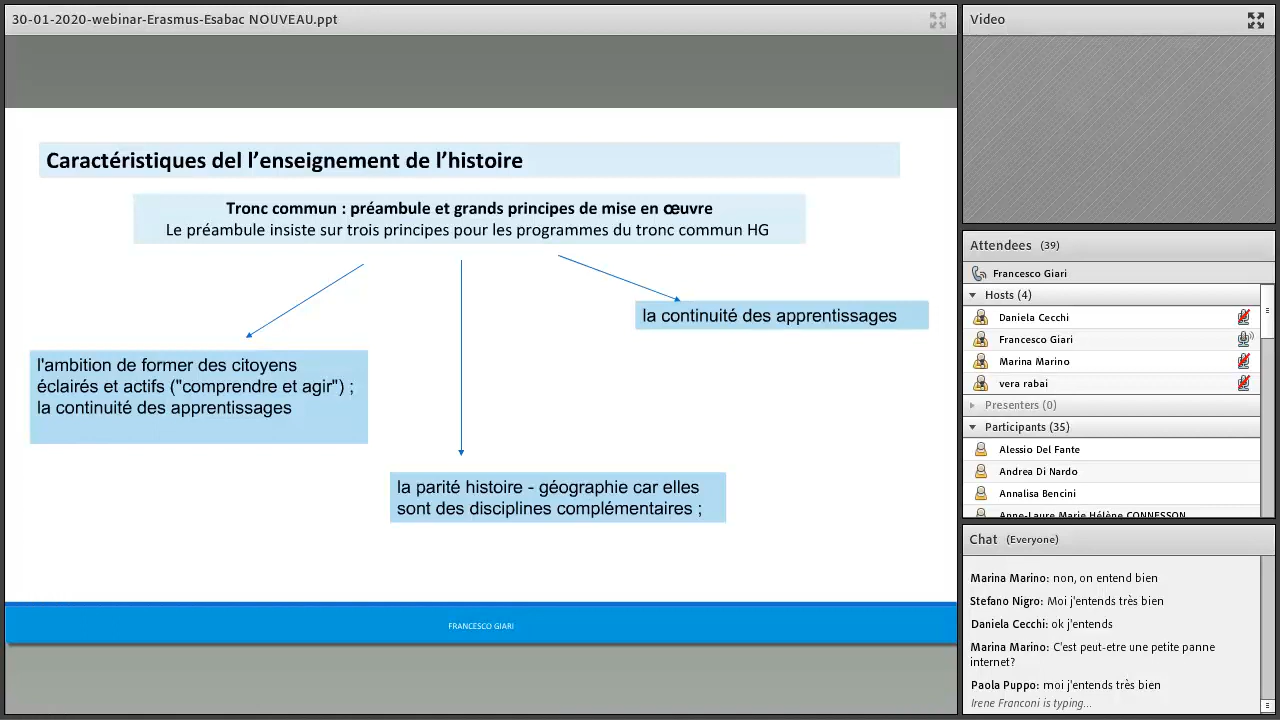 30-01-2020-webinar-Erasmus-Esabac NOUVEAU.ppt
Caractéristiques del l’enseignement de l’histoire
Tronc commun : préambule et grands principes de mise en œuvre
Le préambule insiste sur trois principes pour les programmes du tronc commun HG
la continuité des apprentissages
l'ambition de former des citoyens
éclairés et actifs ("comprendre et agir") ;
la continuité des apprentissages
la parité histoire - géographie car elles
sont des disciplines complémentaires ;
FRANCESCO GIARI
Video
Attendees (39)
Francesco Giari
Hosts (4)
Daniela Cecchi
Francesco Giari
Marina Marino
vera rabai
Presenters (0)
Participants (35)
Alessio Del Fante
Andrea Di Nardo
Annalisa Bencini
Anne-Laure Marie Hélène CONNESSON
Chat (Everyone)
Marina Marino: non, on entend bien
Stefano Nigro: Moi j'entends très bien
Daniela Cecchi: ok j'entends
Marina Marino: C'est peut-etre une petite panne
internet?
Paola Puppo: moi j'entends très bien
Irene Franconi is typing...